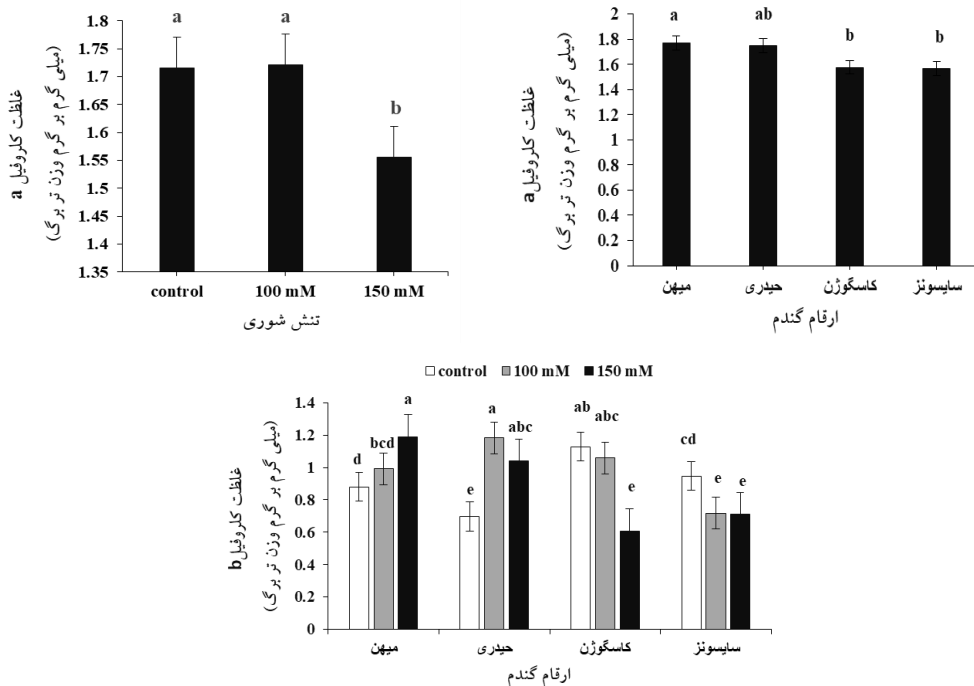 غلظت کلروفیل a
(میلی گرم بر گرم وزن تر برگ)
1.8
1.75
1.7
1.65
1.6
1.55
1.5
1.45
1.4
1.35
a
a
b
control
100 mM
150 mM
تنش شوری
غلظت کلروفیل a
(میلی گرم بر گرم وزن تر برگ)
2
1.8
1.6
1.4
1.2
1
0.8
0.6
0.4
0.2
0
a
ab
b
b
میهن
حیدری
کاسگوژن
سایسونز
ارقام گندم
control
100 mM
150 mM
غلظت کلروفیل b
(میلی گرم بر گرم وزن تر برگ)
1.4
1.2
1
0.8
0.6
0.4
0.2
0
d
bcd
a
e
a
abc
ab
abc
e
cd
e
e
میهن
حیدری
کاسگوژن
سایسونز
ارقام گندم